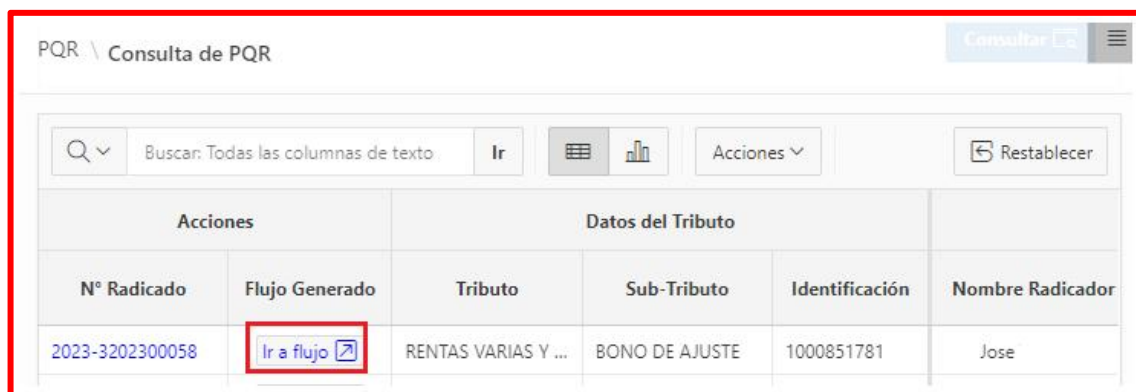 PQR \ Consulta de PQR
Consultar
Buscar: Todas las columnas de texto
Ir
Acciones
Restablecer
Acciones
Datos del Tributo
N° Radicado
Flujo Generado
Tributo
Sub-Tributo
Identificación
Nombre Radicador
2023-3202300058
Ir a flujo
RENTAS VARIAS Y ...
BONO DE AJUSTE
1000851781
Jose